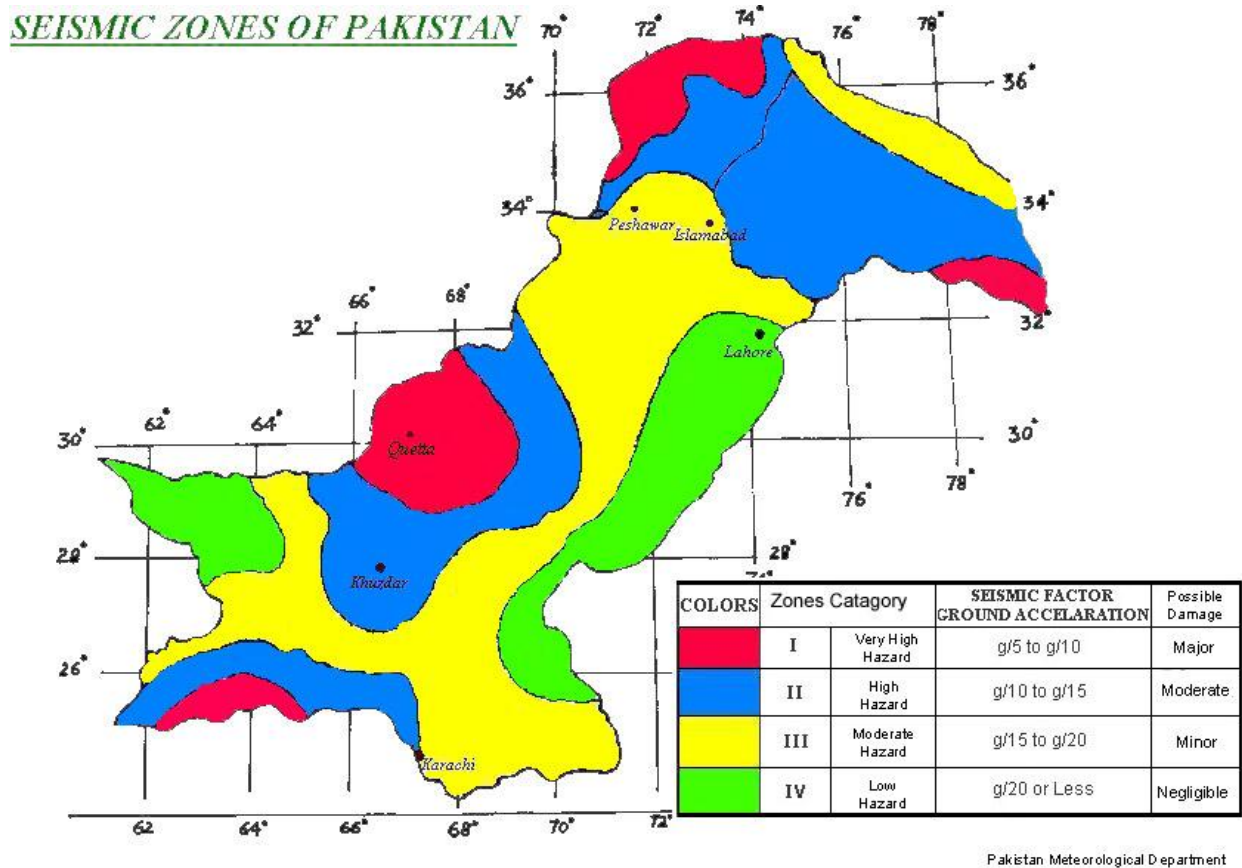 SEISMIC ZONES OF PAKISTAN
70°
72°
74°
76°
78°
36°
36°
34°
34°
Peshawar
Islamabad
66°
68°
32°
32°
Lahore
62°
64°
30°
30°
Quetta
76°
78°
28°
28°
Khuzdar
26°
Karachi
62
64
66°
68°
70°
72°
COLORS
Zones Catagory
SEISMIC FACTOR
GROUND ACCELARATION
Possible
Damage
I
Very High
Hazard
g/5 to g/10
Major
II
High
Hazard
g/10 to g/15
Moderate
III
Moderate
Hazard
g/15 to g/20
Minor
IV
Low
Hazard
g/20 or Less
Negligible
Pakistan Meteorological Department